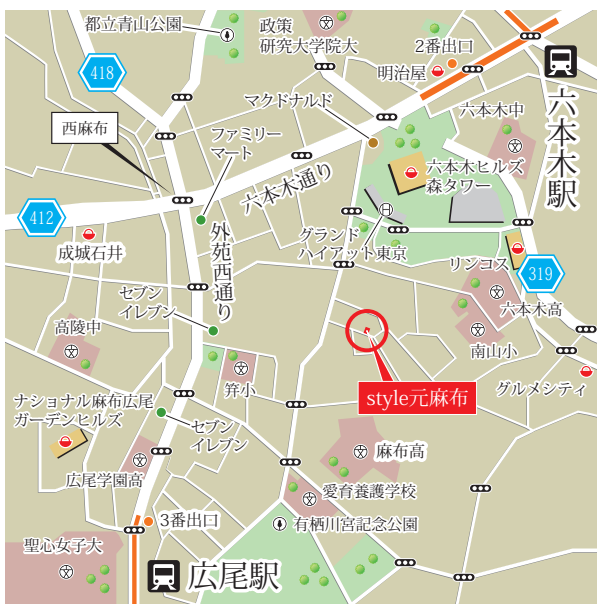 都立青山公園
政策
研究大学院大
2番出口
明治屋
418
マクドナルド
六本木中
六本木駅
西麻布
ファミリー
マート
六本木ヒルズ
森タワー
六本木通り
412
成城石井
外苑西通り
グランド
ハイアット東京
リンコス
319
セブン
イレブン
六本木高
高陵中
南山小
笄小
style元麻布
グルメシティ
ナショナル麻布広尾
ガーデンヒルズ
セブン
イレブン
麻布高
広尾学園高
愛育養護学校
3番出口
有栖川宮記念公園
聖心女子大
広尾駅